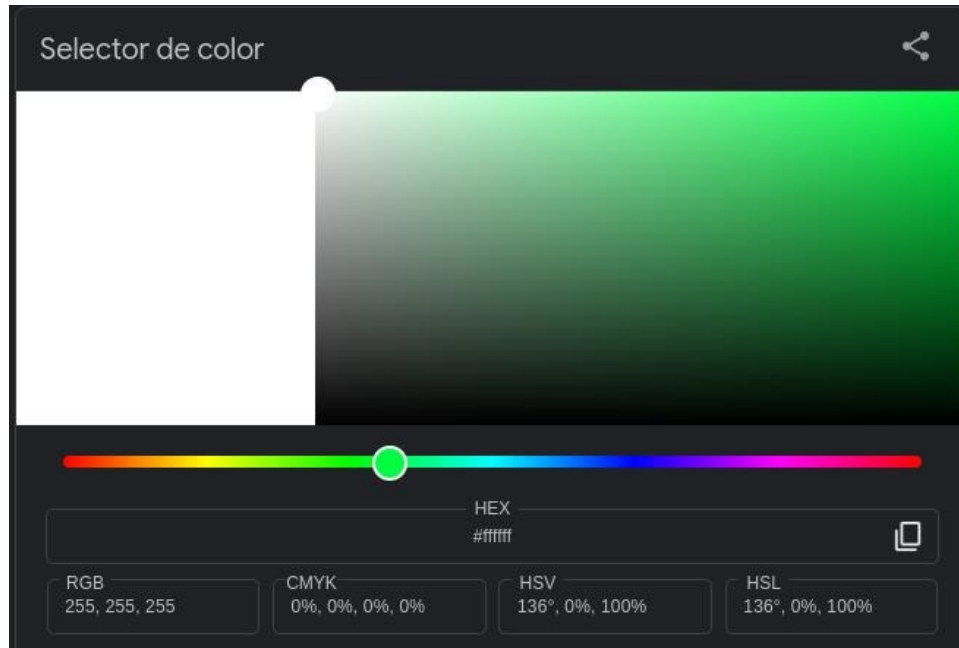 Selector de color
HEX
#ffffff
RGB
255, 255, 255
CMYK
0%, 0%, 0%, 0%
HSV
136°, 0%, 100%
HSL
136°, 0%, 100%